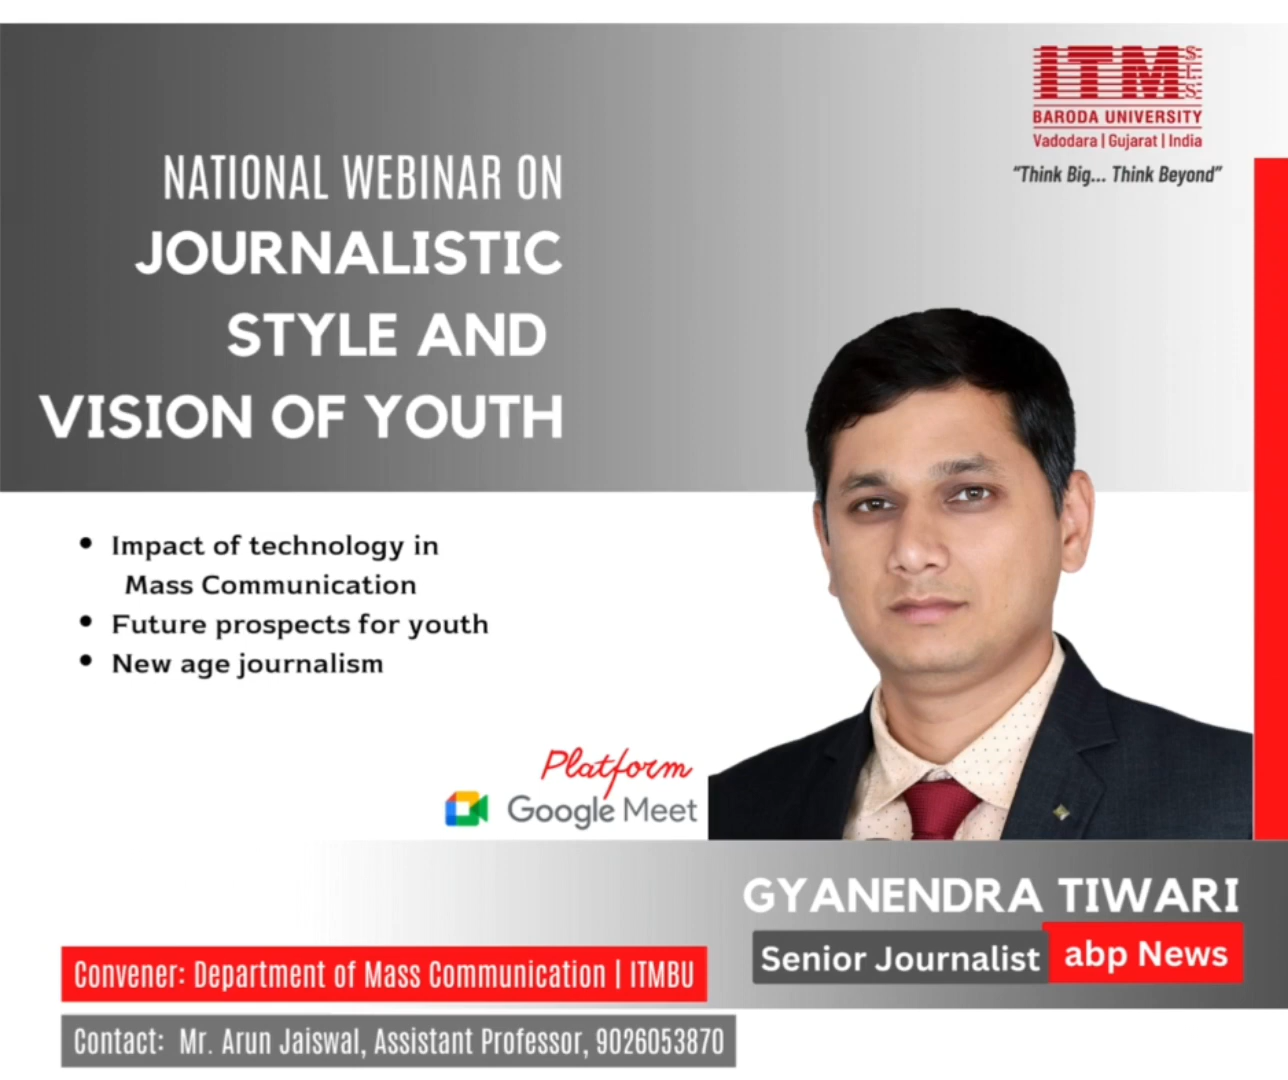 ITM SLS
BARODA UNIVERSITY
Vadodara | Gujarat | India
"Think Big... Think Beyond"
NATIONAL WEBINAR ON
JOURNALISTIC
STYLE AND
VISION OF YOUTH
• Impact of technology in
Mass Communication
• Future prospects for youth
• New age journalism
Platform
Google Meet
GYANENDRA TIWARI
Senior Journalist abp News
Convener: Department of Mass Communication | ITMBU
Contact: Mr. Arun Jaiswal, Assistant Professor, 9026053870